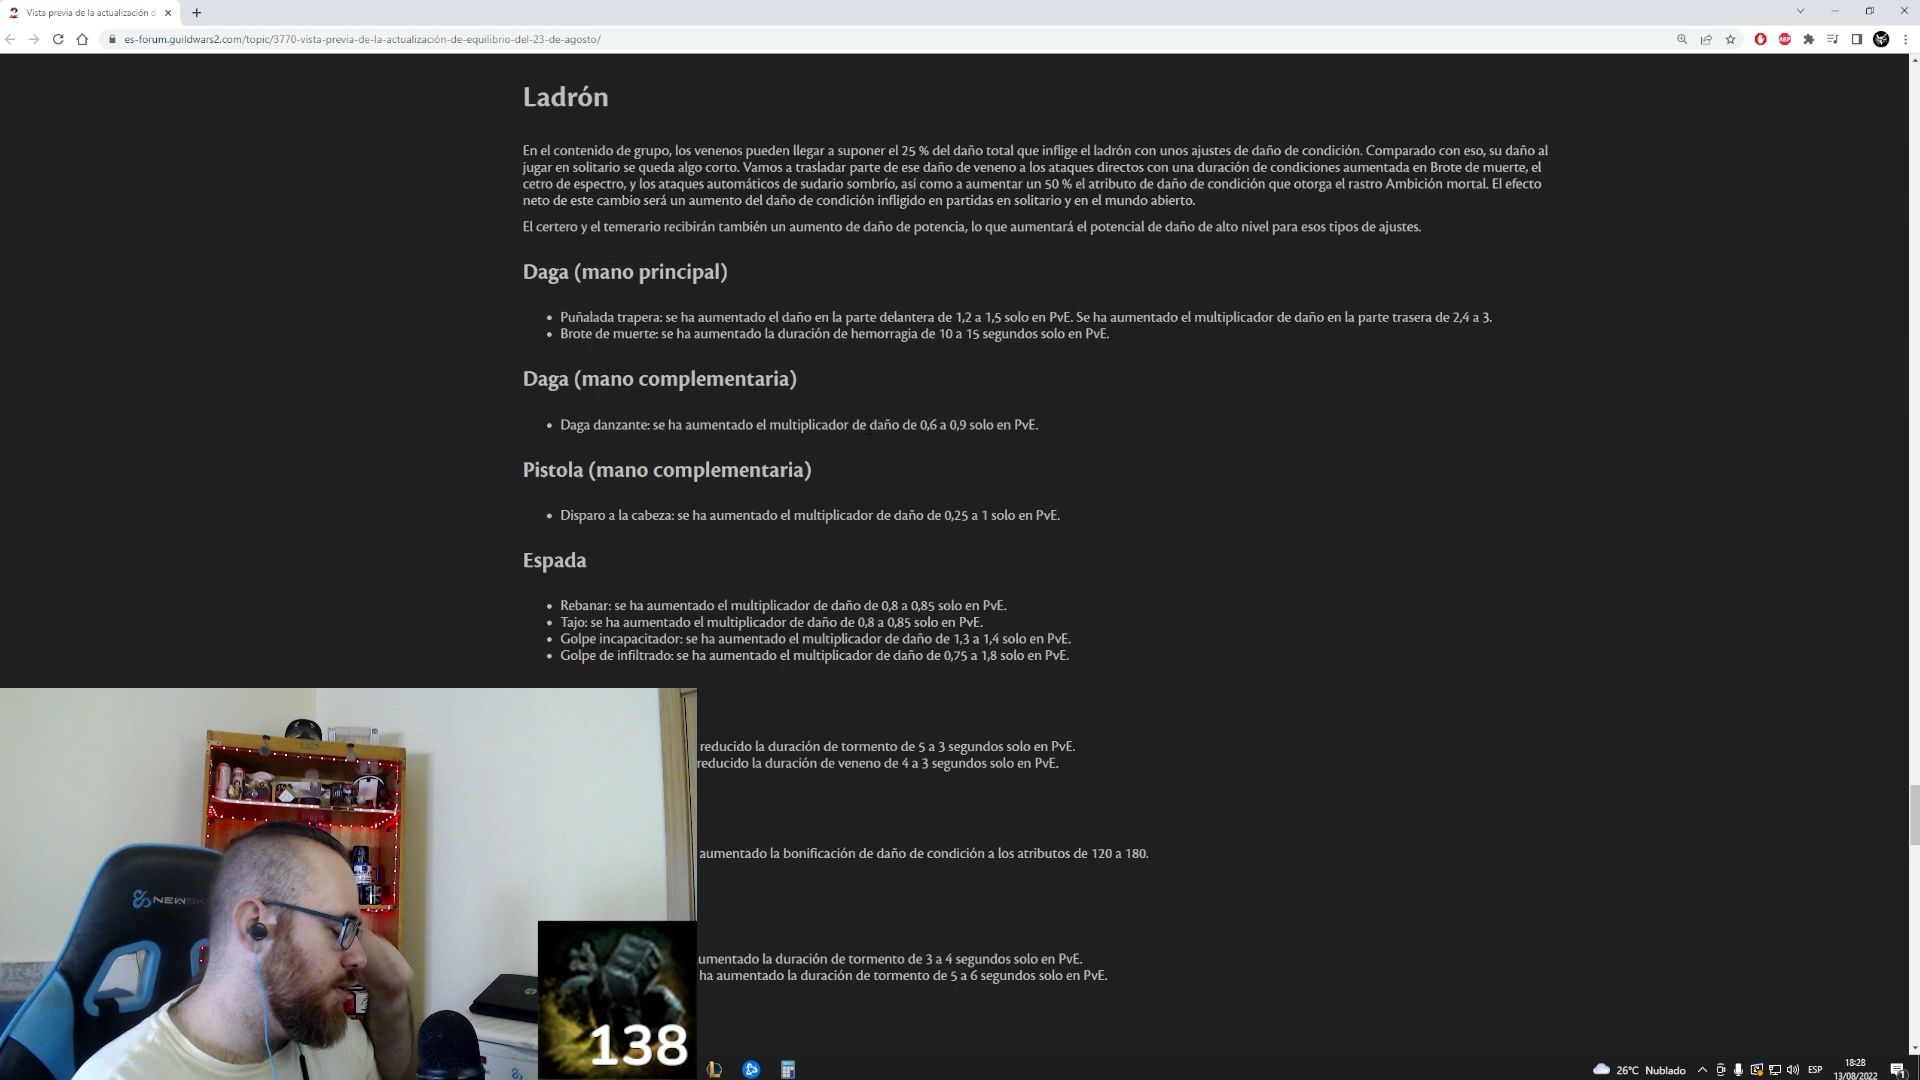 Vista previa de la actualización d
es-forum.guildwars2.com/topic/3770-vista-previa-de-la-actualización-de-equilibrio-del-23-de-agosto/
ABP
Ladrón
En el contenido de grupo, los venenos pueden llegar a suponer el 25 % del daño total que inflige el ladrón con unos ajustes de daño de condición. Comparado con eso, su daño al
jugar en solitario se queda algo corto. Vamos a trasladar parte de ese daño de veneno a los ataques directos con una duración de condiciones aumentada en Brote de muerte, el
cetro de espectro, y los ataques automáticos de sudario sombrío, así como a aumentar un 50 % el atributo de daño de condición que otorga el rastro Ambición mortal. El efecto
neto de este cambio será un aumento del daño de condición infligido en partidas en solitario y en el mundo abierto.
El certero y el temerario recibirán también un aumento de daño de potencia, lo que aumentará el potencial de daño de alto nivel para esos tipos de ajustes.
Daga (mano principal)
• Puñalada trapera: se ha aumentado el daño en la parte delantera de 1,2 a 1,5 solo en PvE. Se ha aumentado el multiplicador de daño en la parte trasera de 2,4 a 3.
• Brote de muerte: se ha aumentado la duración de hemorragia de 10 a 15 segundos solo en PvE.
Daga (mano complementaria)
• Daga danzante: se ha aumentado el multiplicador de daño de 0,6 a 0,9 solo en PvE.
Pistola (mano complementaria)
• Disparo a la cabeza: se ha aumentado el multiplicador de daño de 0,25 a 1 solo en PvE.
Espada
• Rebanar: se ha aumentado el multiplicador de daño de 0,8 a 0,85 solo en PvE.
• Tajo: se ha aumentado el multiplicador de daño de 0,8 a 0,85 solo en PvE.
• Golpe incapacitador: se ha aumentado el multiplicador de daño de 1,3 a 1,4 solo en PvE.
• Golpe de infiltrado: se ha aumentado el multiplicador de daño de 0,75 a 1,8 solo en PvE.
reducido la duración de tormento de 5 a 3 segundos solo en PvE.
reducido la duración de veneno de 4 a 3 segundos solo en PvE.
aumentado la bonificación de daño de condición a los atributos de 120 a 180.
umentado la duración de tormento de 3 a 4 segundos solo en PvE.
ha aumentado la duración de tormento de 5 a 6 segundos solo en PvE.
NEWSK
138
26°C Nublado
ESP
18:28
13/08/2022
1